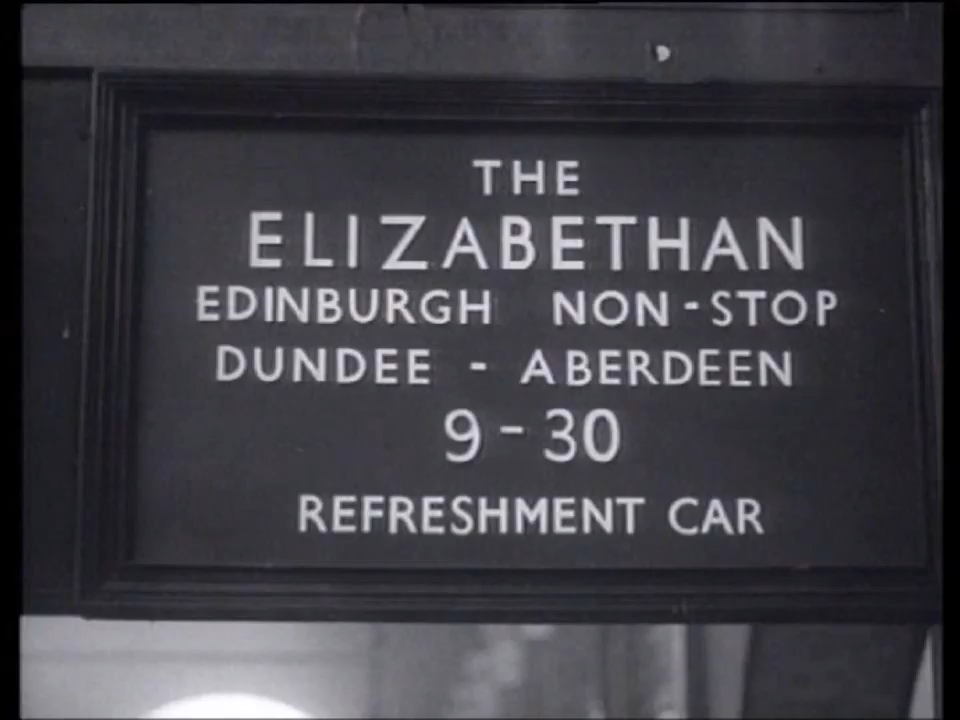 THE
ELIZABETHAN
EDINBURGH NON-STOP
DUNDEE - ABERDEEN
9-30
REFRESHMENT CAR